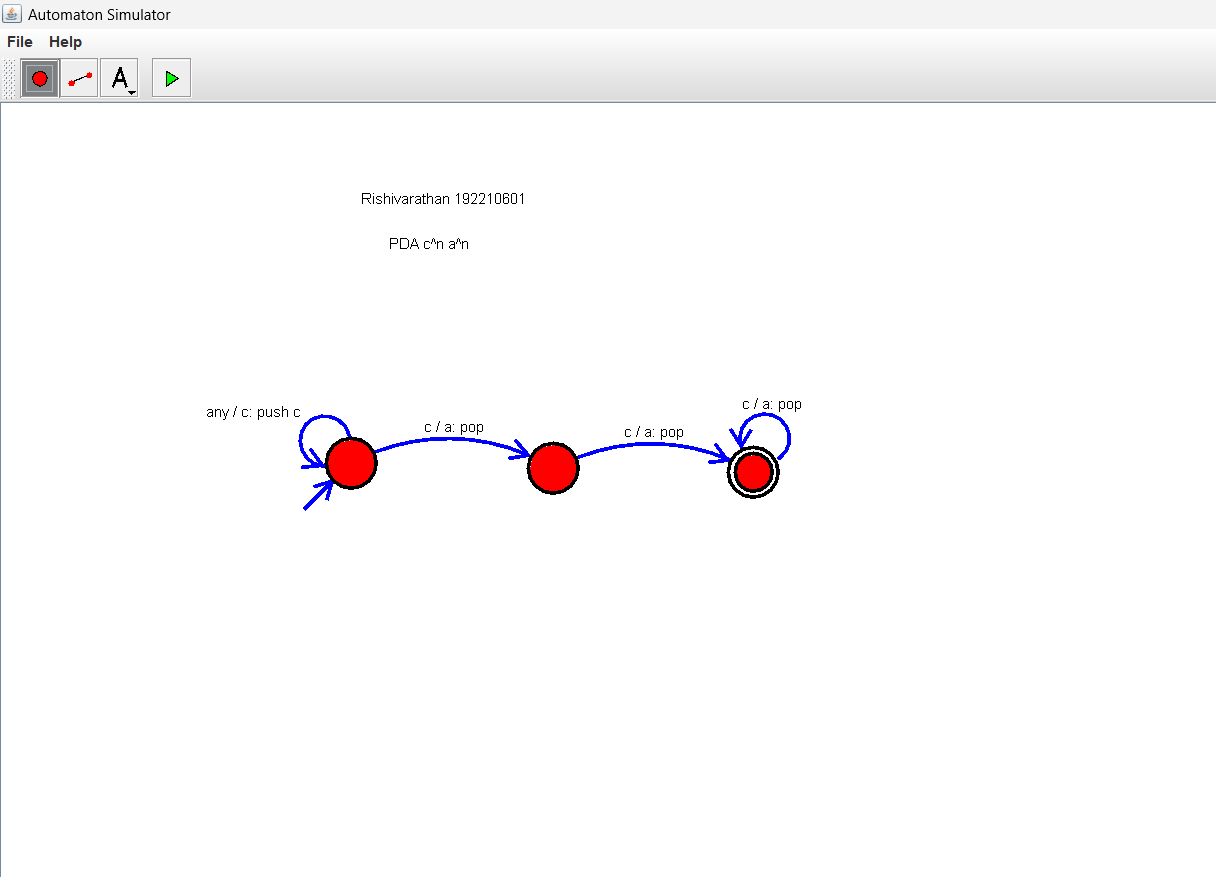 Automaton Simulator
File Help
A
Rishivarathan 192210601
PDA c^n a^n
any / c: push c
c / a: pop
c / a: pop
c / a: pop